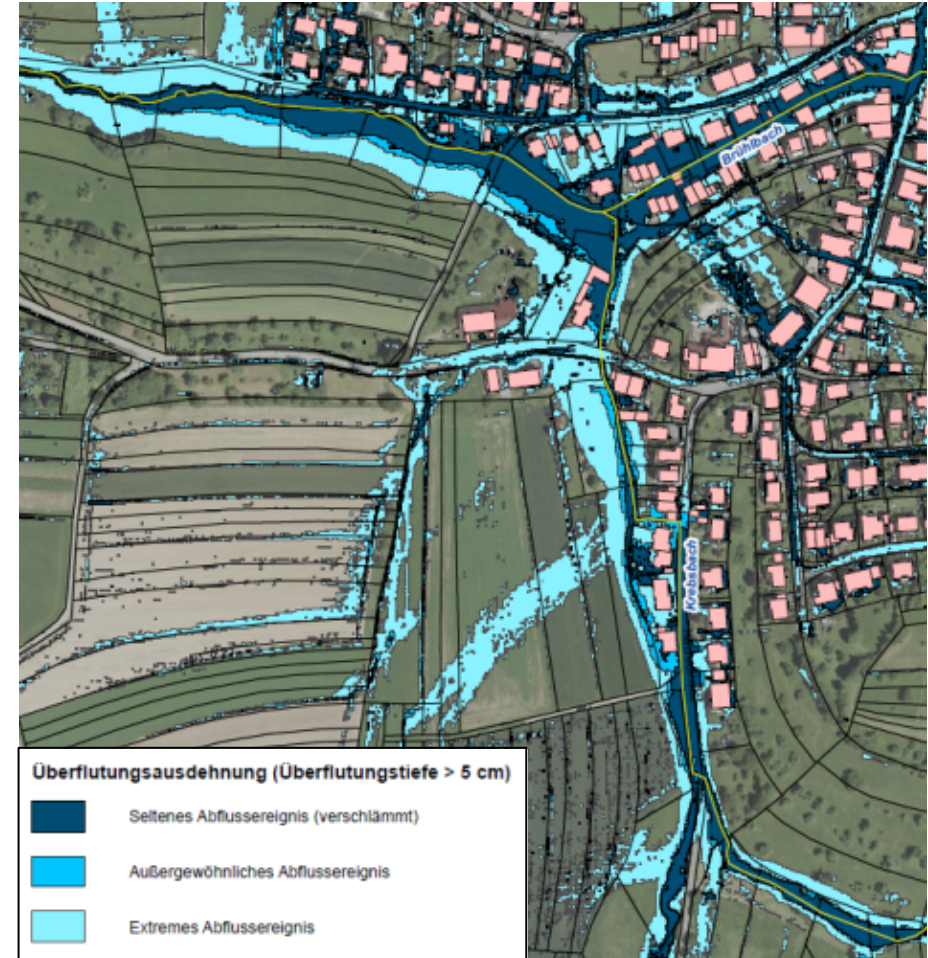 Brühlbach
Krebsbach
Überflutungsausdehnung (Überflutungstiefe > 5 cm)
Seltenes Abflussereignis (verschlämmt)
Außergewöhnliches Abflussereignis
Extremes Abflussereignis